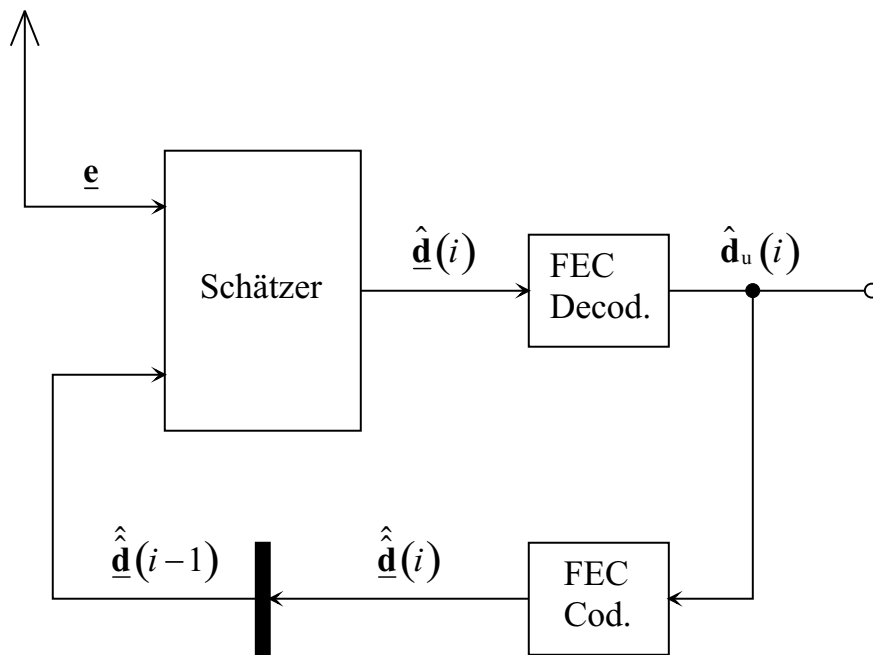 e̲
Schätzer
d̲̂(i)
FEC
Decod.
d̂ᵤ(i)
d̲̂̂(i−1)
d̲̂̂(i)
FEC
Cod.